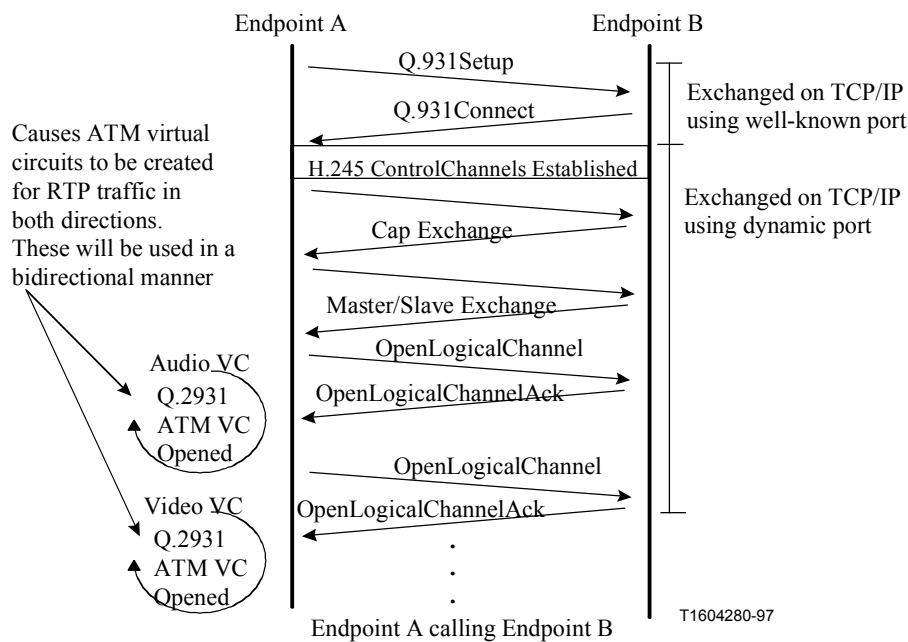 Endpoint A
Endpoint B
Q.931Setup
Q.931Connect
Exchanged on TCP/IP
using well-known port
Causes ATM virtual
circuits to be created
for RTP traffic in
both directions.
These will be used in a
bidirectional manner
H.245 ControlChannels Established
Exchanged on TCP/IP
using dynamic port
Cap Exchange
Master/Slave Exchange
OpenLogicalChannel
Audio VC
Q.2931
ATM VC
Opened
OpenLogicalChannelAck
OpenLogicalChannel
Video VC
Q.2931
ATM VC
Opened
OpenLogicalChannelAck
.
.
.
T1604280-97
Endpoint A calling Endpoint B